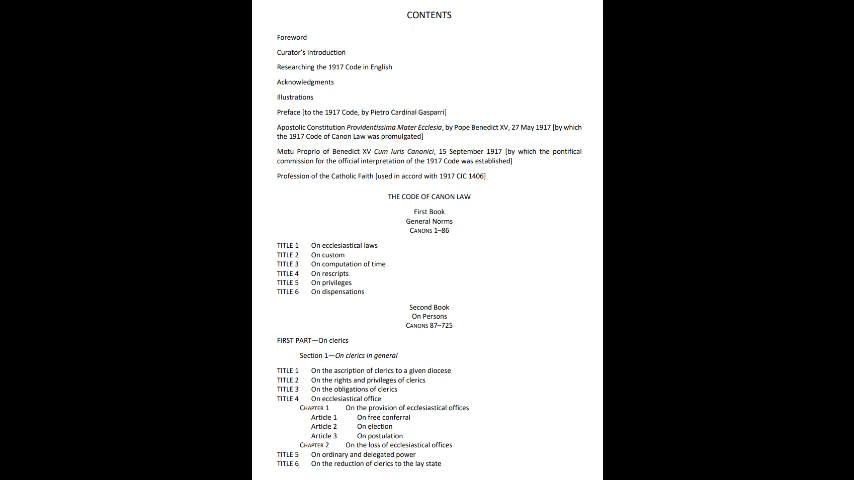 CONTENTS
Foreword
Curator's Introduction
Researching the 1917 Code in English
Acknowledgments
Illustrations
Preface [to the 1917 Code, by Pietro Cardinal Gasparri]
Apostolic Constitution Providentissima Mater Ecclesia, by Pope Benedict XV, 27 May 1917 [by which
the 1917 Code of Canon Law was promulgated]
Motu Proprio of Benedict XV Cum Iuris Canonici, 15 September 1917 [by which the pontifical
commission for the official interpretation of the 1917 Code was established]
Profession of the Catholic Faith [used in accord with 1917 CIC 1406]
THE CODE OF CANON LAW
First Book
General Norms
CANONS 1–86
TITLE 1 On ecclesiastical laws
TITLE 2 On custom
TITLE 3 On computation of time
TITLE 4 On rescripts
TITLE 5 On privileges
TITLE 6 On dispensations
Second Book
On Persons
CANONS 87–725
FIRST PART—On clerics
Section 1—On clerics in general
TITLE 1 On the ascription of clerics to a given diocese
TITLE 2 On the rights and privileges of clerics
TITLE 3 On the obligations of clerics
TITLE 4 On ecclesiastical office
CHAPTER 1 On the provision of ecclesiastical offices
Article 1 On free conferral
Article 2 On election
Article 3 On postulation
CHAPTER 2 On the loss of ecclesiastical offices
TITLE 5 On ordinary and delegated power
TITLE 6 On the reduction of clerics to the lay state